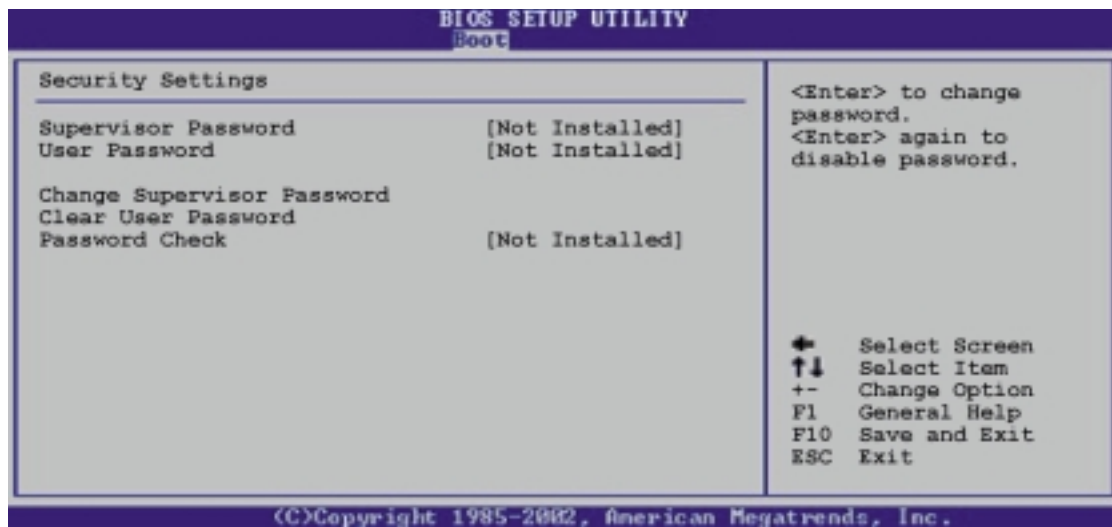 BIOS SETUP UTILITY
Boot
Security Settings
Supervisor Password [Not Installed]
User Password [Not Installed]
Change Supervisor Password
Clear User Password
Password Check [Not Installed]
<Enter> to change
password.
<Enter> again to
disable password.
← Select Screen
↑↓ Select Item
+- Change Option
F1 General Help
F10 Save and Exit
ESC Exit
(C)Copyright 1985-2002, American Megatrends, Inc.